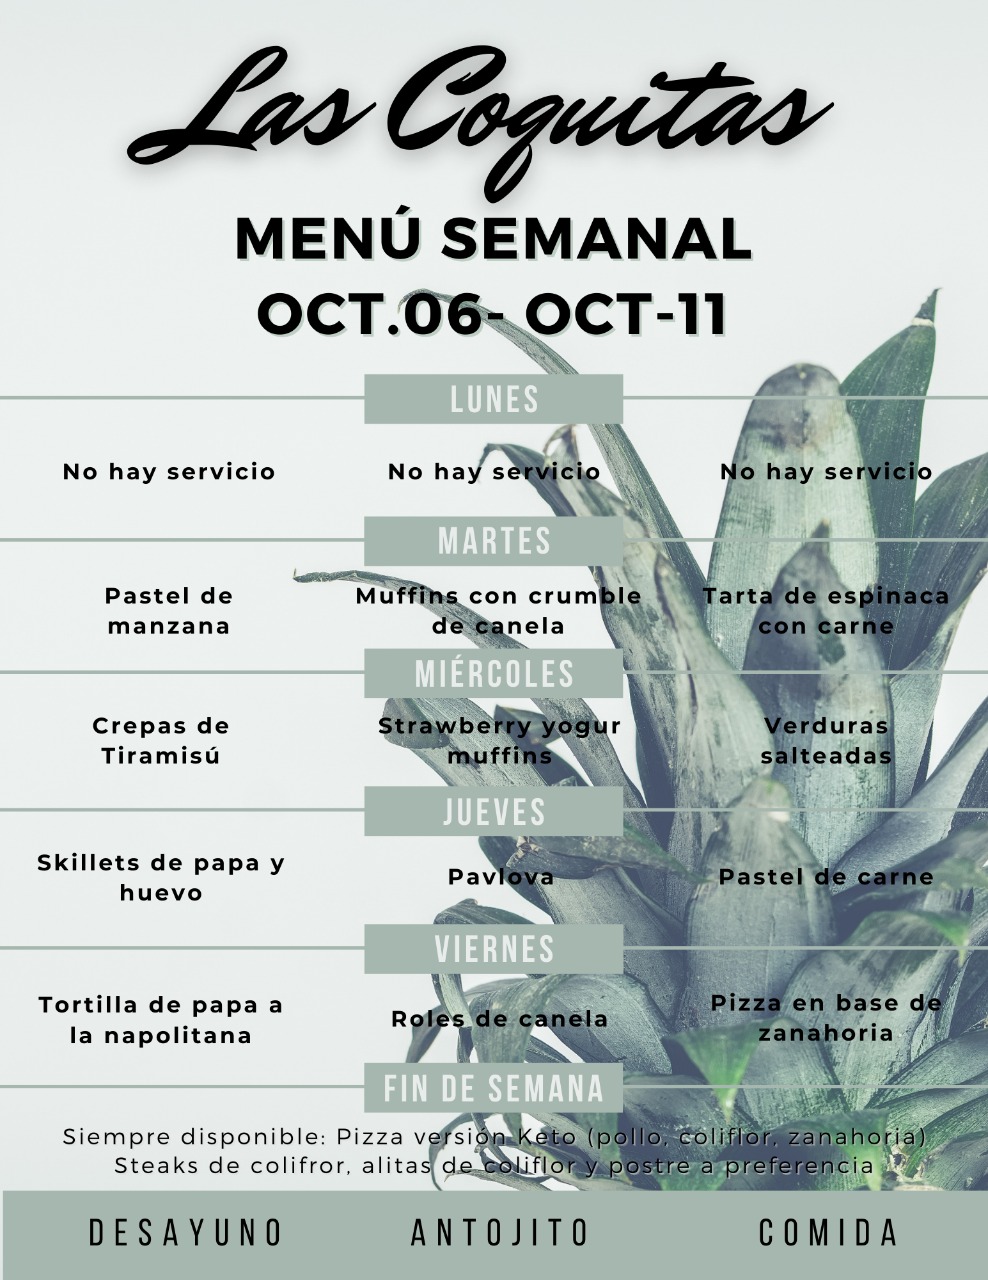 Las Coquitas
MENÚ SEMANAL
OCT.06- OCT-11
LUNES
No hay servicio
No hay servicio
No hay servicio
MARTES
Pastel de
manzana
Muffins con crumble
de canela
Tarta de espinaca
con carne
MIÉRCOLES
Crepas de
Tiramisú
Strawberry yogur
muffins
Verduras
salteadas
JUEVES
Skillets de papa y
huevo
Pavlova
Pastel de carne
VIERNES
Tortilla de papa a
la napolitana
Roles de canela
Pizza en base de
zanahoria
FIN DE SEMANA
Siempre disponible: Pizza versión Keto (pollo, coliflor, zanahoria)
Steaks de colifror, alitas de coliflor y postre a preferencia
DESAYUNO
ANTOJITO
COMIDA